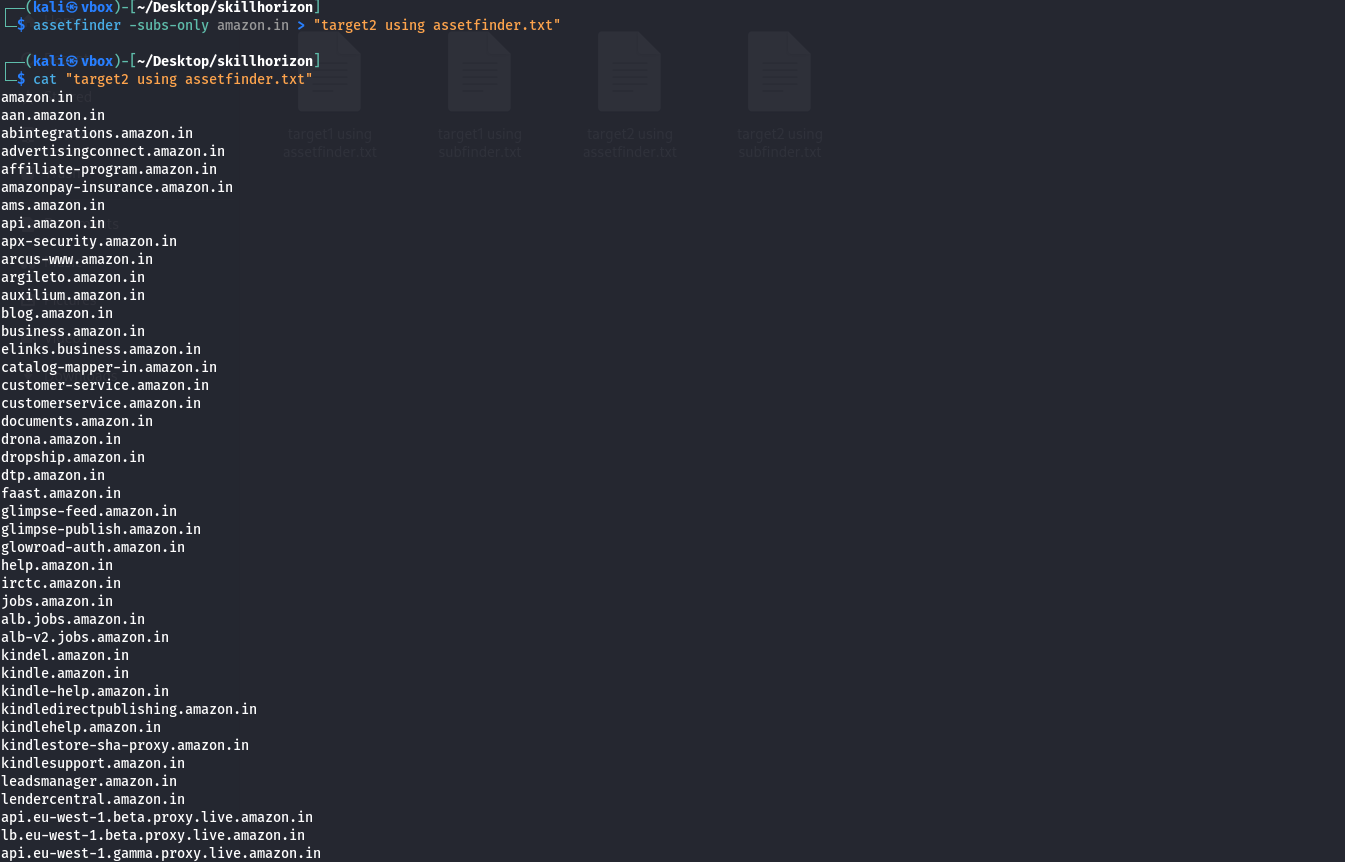 ┌──(kali㉿vbox)-[~/Desktop/skillhorizon]
└─$ assetfinder -subs-only amazon.in > "target2 using assetfinder.txt"
┌──(kali㉿vbox)-[~/Desktop/skillhorizon]
└─$ cat "target2 using assetfinder.txt"
amazon.in
aan.amazon.in
abintegrations.amazon.in
target1 using assetfinder.txt
target1 using subfinder.txt
target2 using assetfinder.txt
target2 using subfinder.txt
advertisingconnect.amazon.in
affiliate-program.amazon.in
amazonpay-insurance.amazon.in
ams.amazon.in
api.amazon.in
apx-security.amazon.in
arcus-www.amazon.in
argileto.amazon.in
auxilium.amazon.in
blog.amazon.in
business.amazon.in
elinks.business.amazon.in
catalog-mapper-in.amazon.in
customer-service.amazon.in
customerservice.amazon.in
documents.amazon.in
drona.amazon.in
dropship.amazon.in
dtp.amazon.in
faast.amazon.in
glimpse-feed.amazon.in
glimpse-publish.amazon.in
glowroad-auth.amazon.in
help.amazon.in
irctc.amazon.in
jobs.amazon.in
alb.jobs.amazon.in
alb-v2.jobs.amazon.in
kindel.amazon.in
kindle.amazon.in
kindle-help.amazon.in
kindledirectpublishing.amazon.in
kindlehelp.amazon.in
kindlestore-sha-proxy.amazon.in
kindlesupport.amazon.in
leadsmanager.amazon.in
lendercentral.amazon.in
api.eu-west-1.beta.proxy.live.amazon.in
lb.eu-west-1.beta.proxy.live.amazon.in
api.eu-west-1.gamma.proxy.live.amazon.in